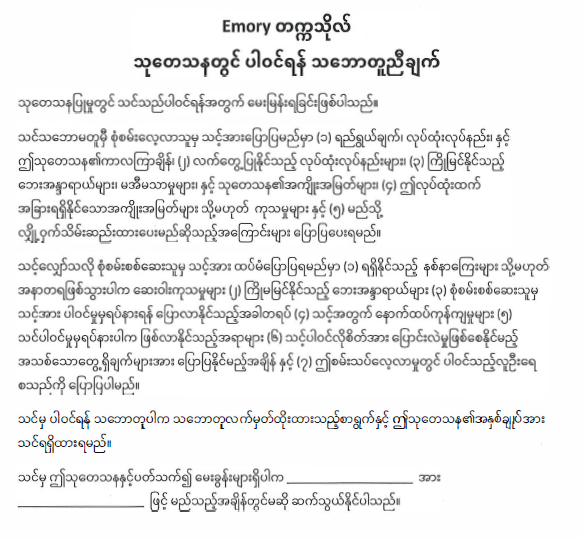 Emory တက္ကသိုလ်
သုတေသနတွင် ပါဝင်ရန် သဘောတူညီချက်
သုတေသနပြုမှုတွင် သင်သည်ပါဝင်ရန်အတွက် မေးမြန်းရခြင်းဖြစ်ပါသည်။
သင်သဘောမတူမှီ စုံစမ်းလေ့လာသူမှ သင့်အားပြောပြမည်မှာ (၁) ရည်ရွယ်ချက်၊ လုပ်ထုံးလုပ်နည်း၊ နှင့်
ဤသုတေသန၏ကာလကြာချိန်၊ (၂) လက်တွေ့ပြုနိုင်သည့် လုပ်ထုံးလုပ်နည်းများ၊ (၃) ကြိုမြင်နိုင်သည့်
ဘေးအန္ဒာရာယ်များ၊ မအီမသာမှုများ၊ နှင့် သုတေသန၏အကျိုးအမြတ်များ၊ (၄) ဤလုပ်ထုံးထက်
အခြားရရှိနိုင်သောအကျိုးအမြတ်များ သို့မဟုတ် ကုသမှုများ နှင့် (၅) မည်သို့
လျှို့ဝှက်သိမ်းဆည်းထားပေးမည်ဆိုသည့်အကြောင်းများ ပြောပြပေးရမည်။
သင့်လျှော်သလို စုံစမ်းစစ်ဆေးသူမှ သင့်အား ထပ်မံပြောပြရမည်မှာ (၁) ရရှိနိုင်သည့် နစ်နာကြေးများ သို့မဟုတ်
အနာတရဖြစ်သွားပါက ဆေးဝါးကုသမှုများ (၂) ကြိုမမြင်နိုင်သည့် ဘေးအန္ဒာရာယ်များ (၃) စုံစမ်းစစ်ဆေးသူမှ
သင့်အား ပါဝင်မှုမှရပ်နားရန် ပြောလာနိုင်သည့်အခါတရပ် (၄) သင့်အတွက် နောက်ထပ်ကုန်ကျမှုများ (၅)
သင်ပါဝင်မှုမှရပ်နားပါက ဖြစ်လာနိုင်သည့်အရာများ (၆) သင့်ပါဝင်လိုစိတ်အား ပြောင်းလဲမှုဖြစ်စေနိုင်မည့်
အသစ်သောတွေ့ရှိချက်များအား ပြောပြနိုင်မည့်အချိန် နှင့် (၇) ဤစမ်းသပ်လေ့လာမှုတွင် ပါဝင်သည့်လူဦးရေ
စသည်ကို ပြောပြပါမည်။
သင်မှ ပါဝင်ရန် သဘောတူပါက သဘောတူလက်မှတ်ထိုးထားသည့်စာရွက်နှင့် ဤသုတေသန၏အနှစ်ချုပ်အား
သင်ရရှိထားရမည်။
သင်မှ ဤသုတေသနနှင့်ပတ်သက်၍ မေးခွန်းများရှိပါက ____________________ အား
____________________ ဖြင့် မည်သည့်အချိန်တွင်မဆို ဆက်သွယ်နိုင်ပါသည်။